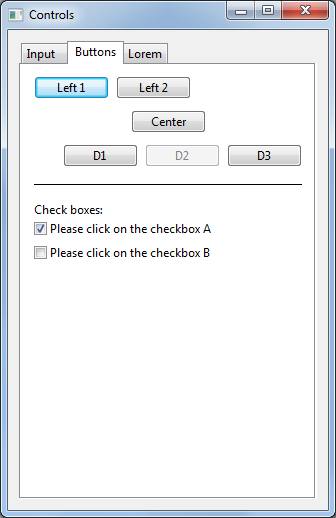 Controls
Input Buttons Lorem
Left 1 Left 2
Center
D1 D2 D3
Check boxes:
Please click on the checkbox A
Please click on the checkbox B